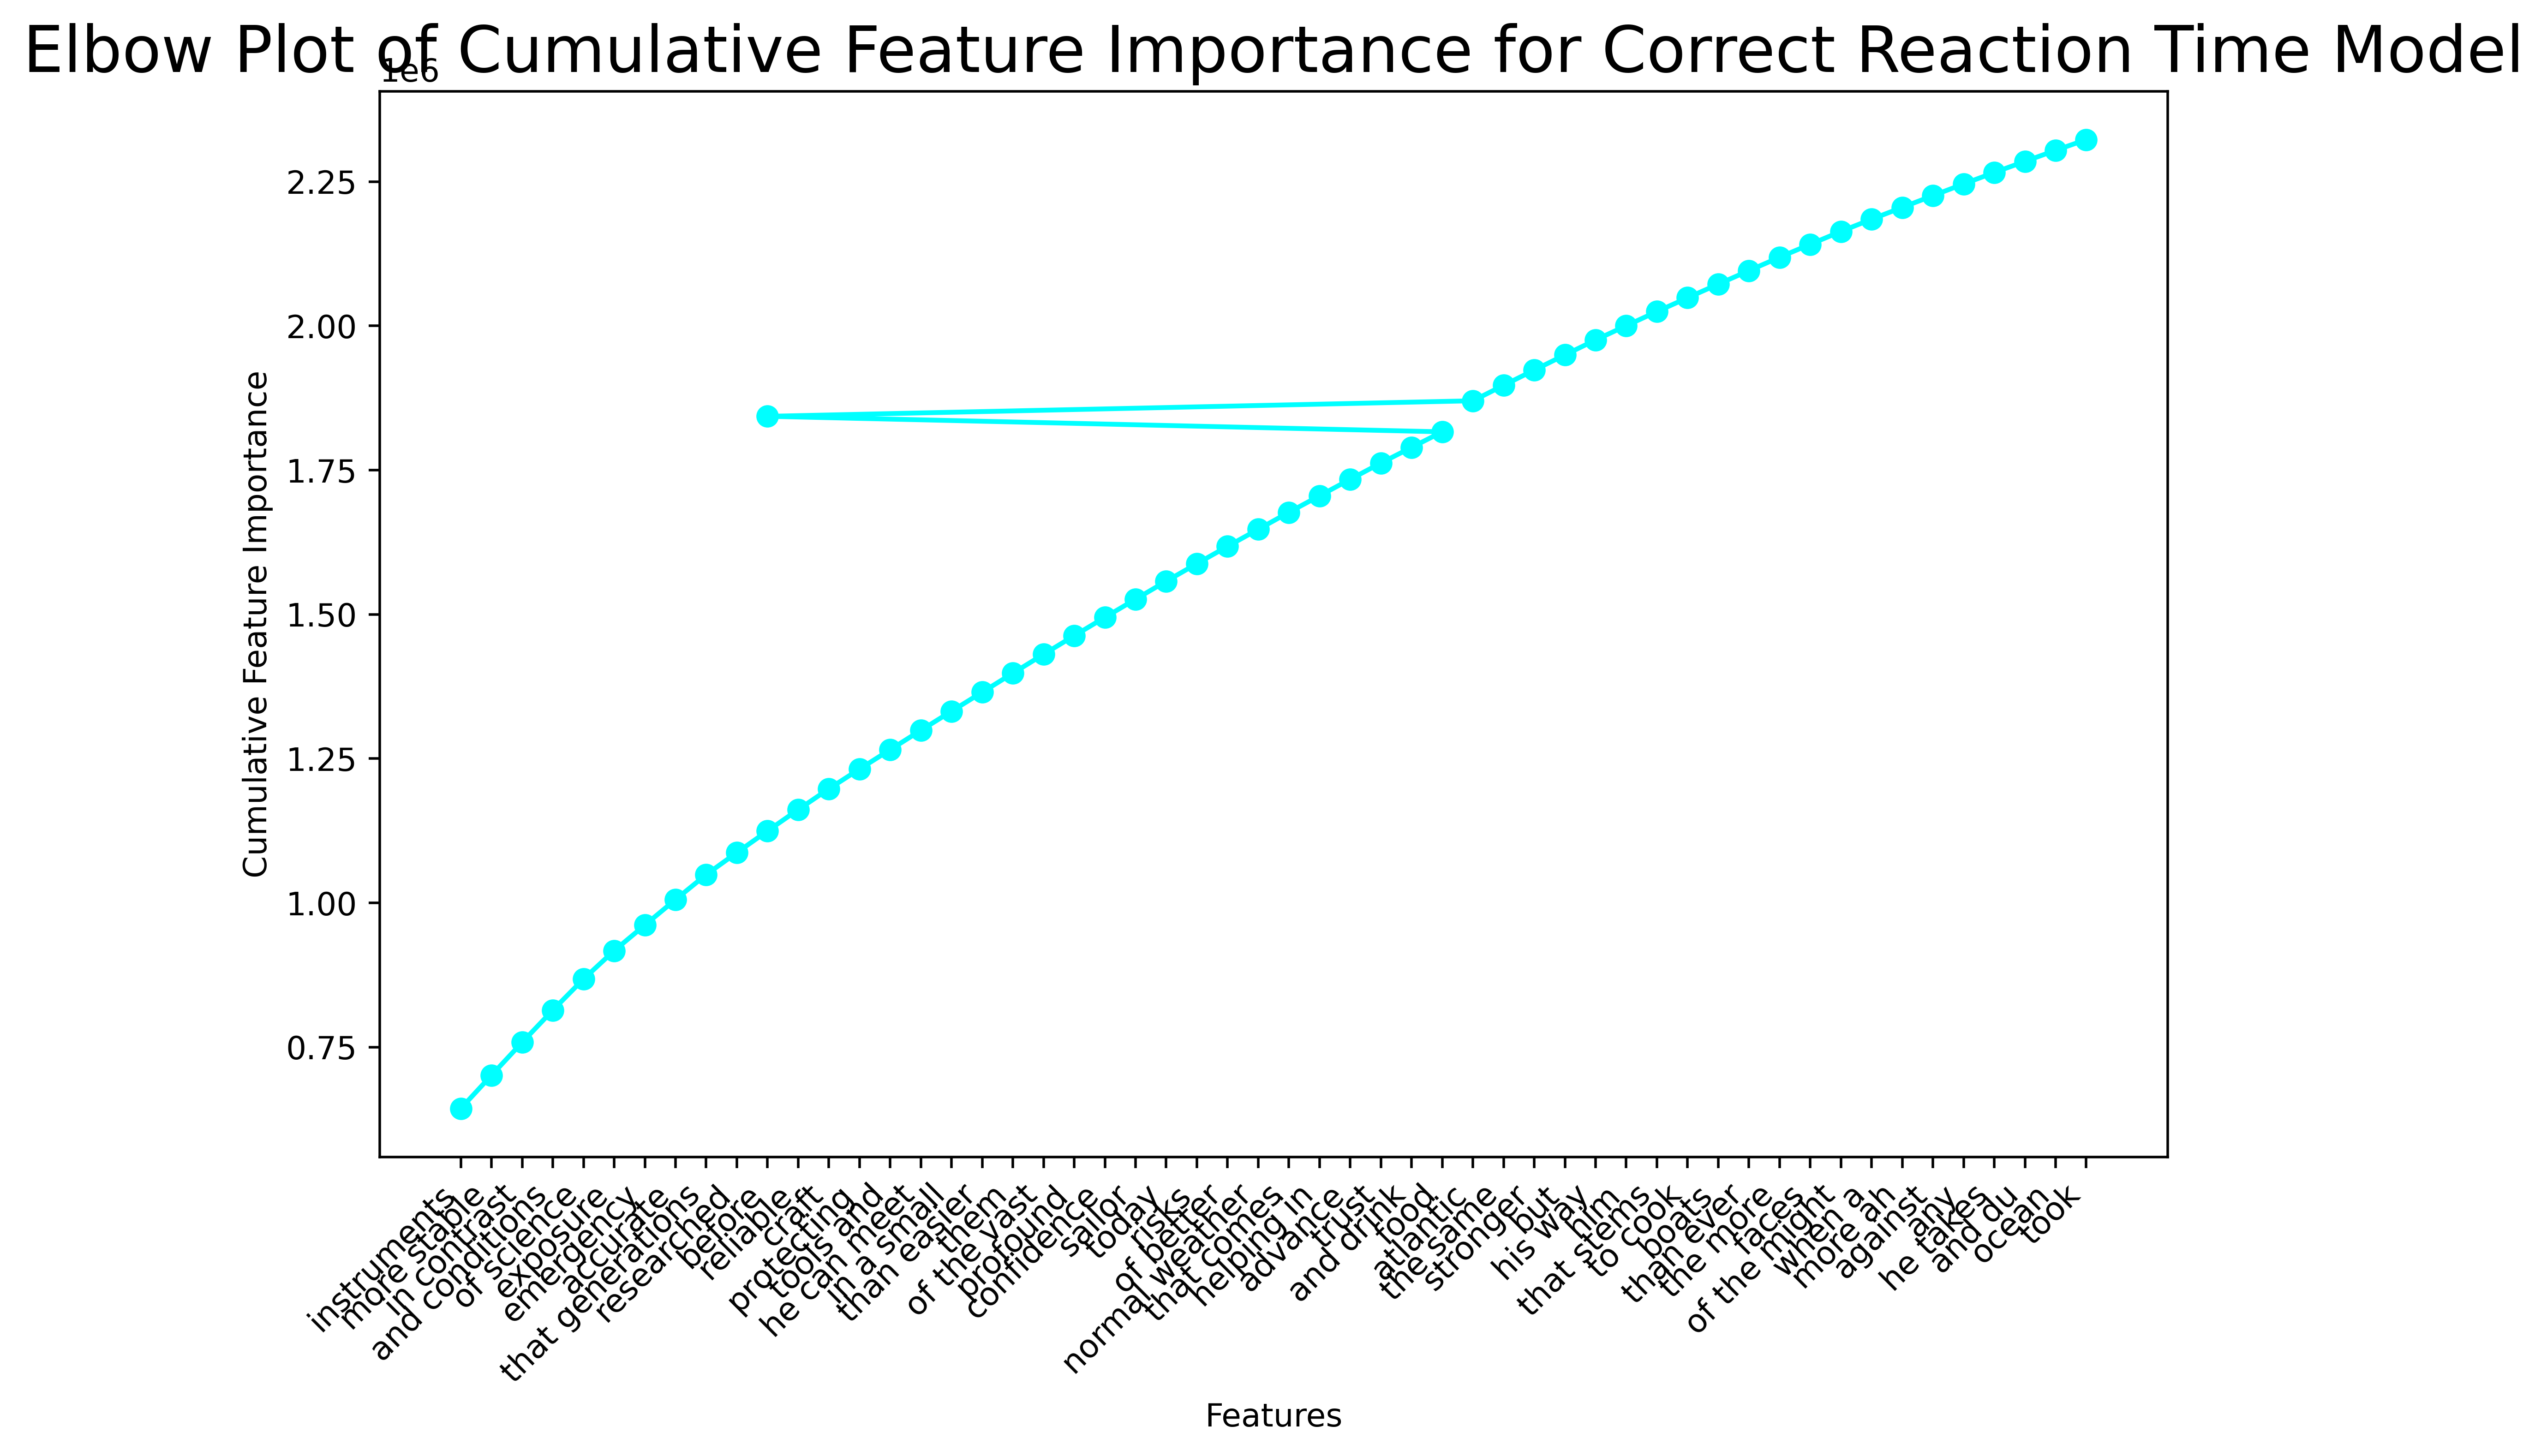 Elbow Plot of Cumulative Feature Importance for Correct Reaction Time Model
1e6
2.25
2.00
1.75
1.50
1.25
1.00
0.75
Cumulative Feature Importance
instruments
more stable
in contrast
and conditions
of science
exposure
emergency
accurate
that generations
researched
before
reliable
craft
protecting
tools and
he can meet
in a small
than easier
them
of the vast
profound
confidence
sailor
today
risks
of better
normal weather
that comes
helping in
advance
trust
and drink
food
atlantic
the same
stronger
but
his way
him
that stems
to cook
boats
than ever
the more
faces
of the might
when a
more ah
against
any
he takes
and du
ocean
took
Features